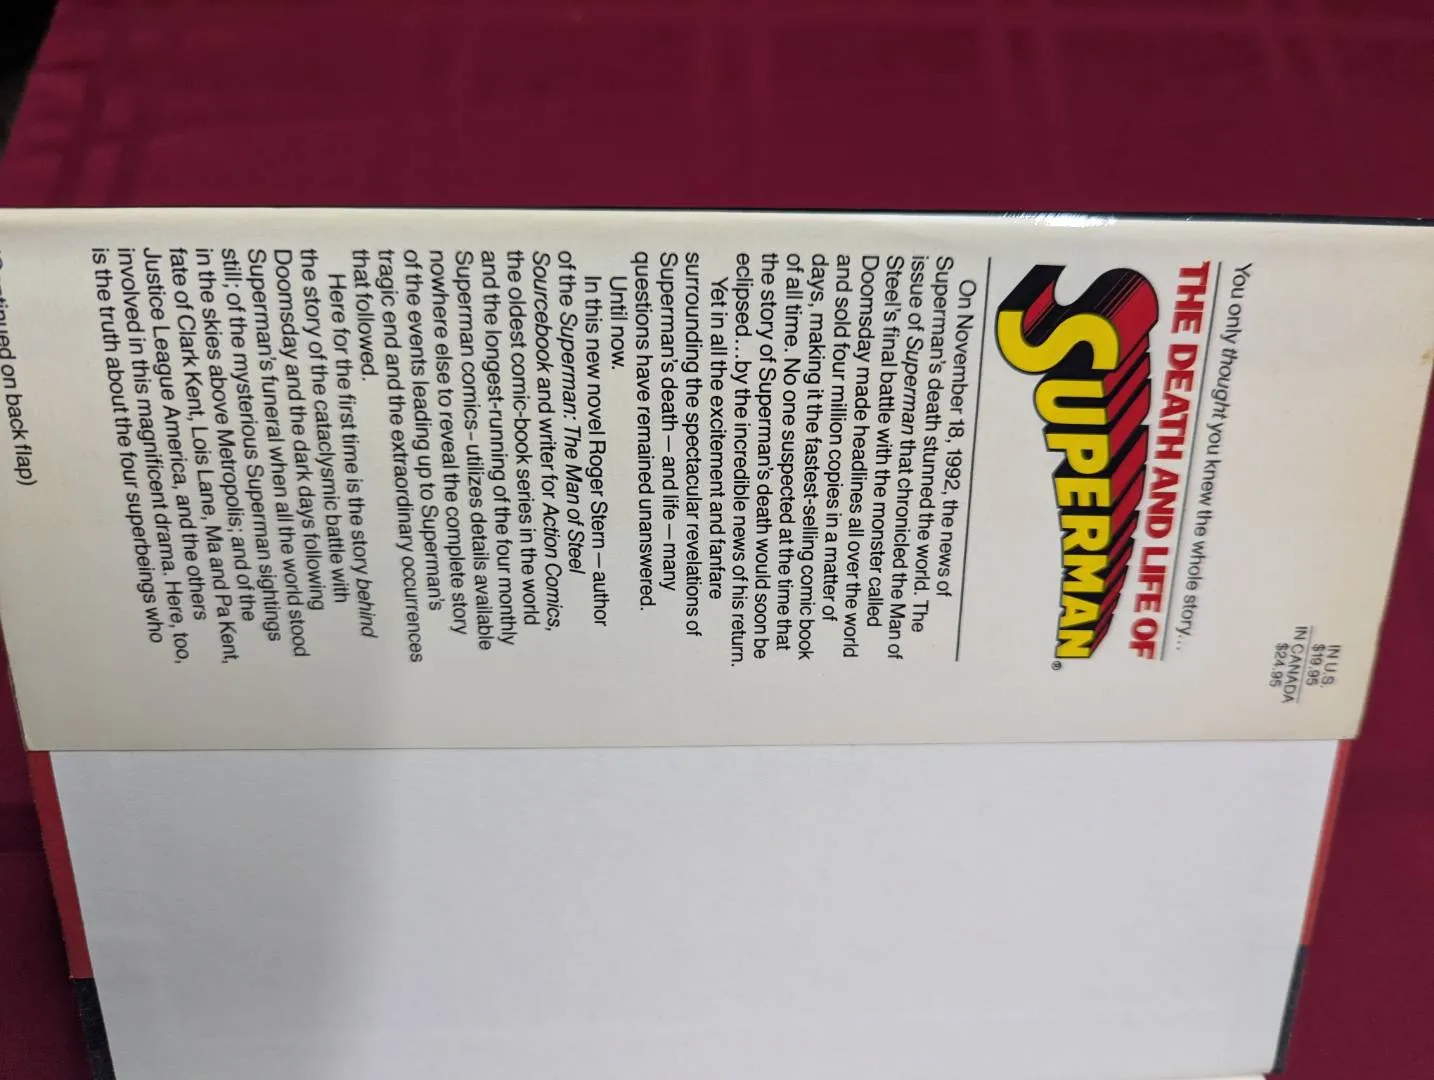 IN U.S.
$19.95
IN CANADA
$24.95
You only thought you knew the whole story...
THE DEATH AND LIFE OF
SUPERMAN®
On November 18, 1992, the news of
Superman's death stunned the world. The
issue of Superman that chronicled the Man of
Steel's final battle with the monster called
Doomsday made headlines all over the world
and sold four million copies in a matter of
days, making it the fastest-selling comic book
of all time. No one suspected at the time that
the story of Superman's death would soon be
eclipsed...by the incredible news of his return.
Yet in all the excitement and fanfare
surrounding the spectacular revelations of
Superman's death—and life—many
questions have remained unanswered.
Until now.
In this new novel Roger Stern—author
of the Superman: The Man of Steel
Sourcebook and writer for Action Comics,
the oldest comic-book series in the world
and the longest-running of the four monthly
Superman comics–utilizes details available
nowhere else to reveal the complete story
of the events leading up to Superman's
tragic end and the extraordinary occurrences
that followed.
Here for the first time is the story behind
the story of the cataclysmic battle with
Doomsday and the dark days following
Superman's funeral when all the world stood
still; of the mysterious Superman sightings
in the skies above Metropolis; and of the
fate of Clark Kent, Lois Lane, Ma and Pa Kent,
Justice League America, and the others
involved in this magnificent drama. Here, too,
is the truth about the four superbeings who
on back flap)